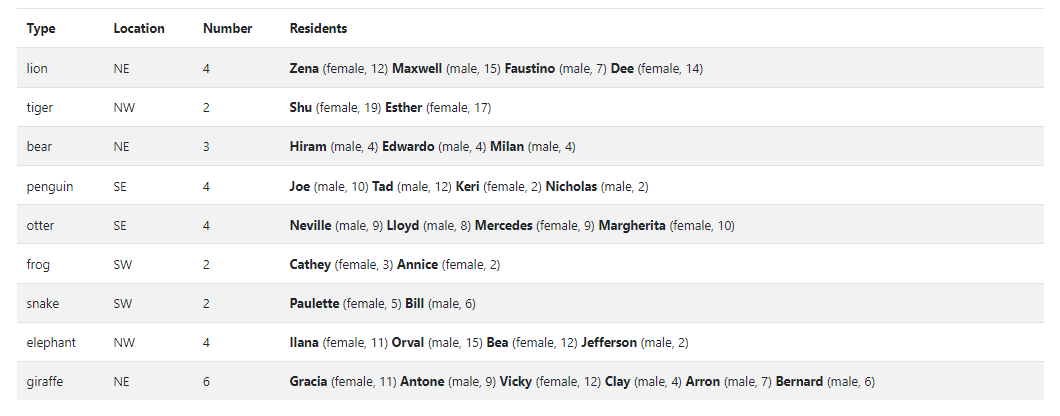 Type Location Number Residents
lion NE 4 Zena (female, 12) Maxwell (male, 15) Faustino (male, 7) Dee (female, 14)
tiger NW 2 Shu (female, 19) Esther (female, 17)
bear NE 3 Hiram (male, 4) Edwardo (male, 4) Milan (male, 4)
penguin SE 4 Joe (male, 10) Tad (male, 12) Keri (female, 2) Nicholas (male, 2)
otter SE 4 Neville (male, 9) Lloyd (male, 8) Mercedes (female, 9) Margherita (female, 10)
frog SW 2 Cathey (female, 3) Annice (female, 2)
snake SW 2 Paulette (female, 5) Bill (male, 6)
elephant NW 4 Ilana (female, 11) Orval (male, 15) Bea (female, 12) Jefferson (male, 2)
giraffe NE 6 Gracia (female, 11) Antone (male, 9) Vicky (female, 12) Clay (male, 4) Arron (male, 7) Bernard (male, 6)